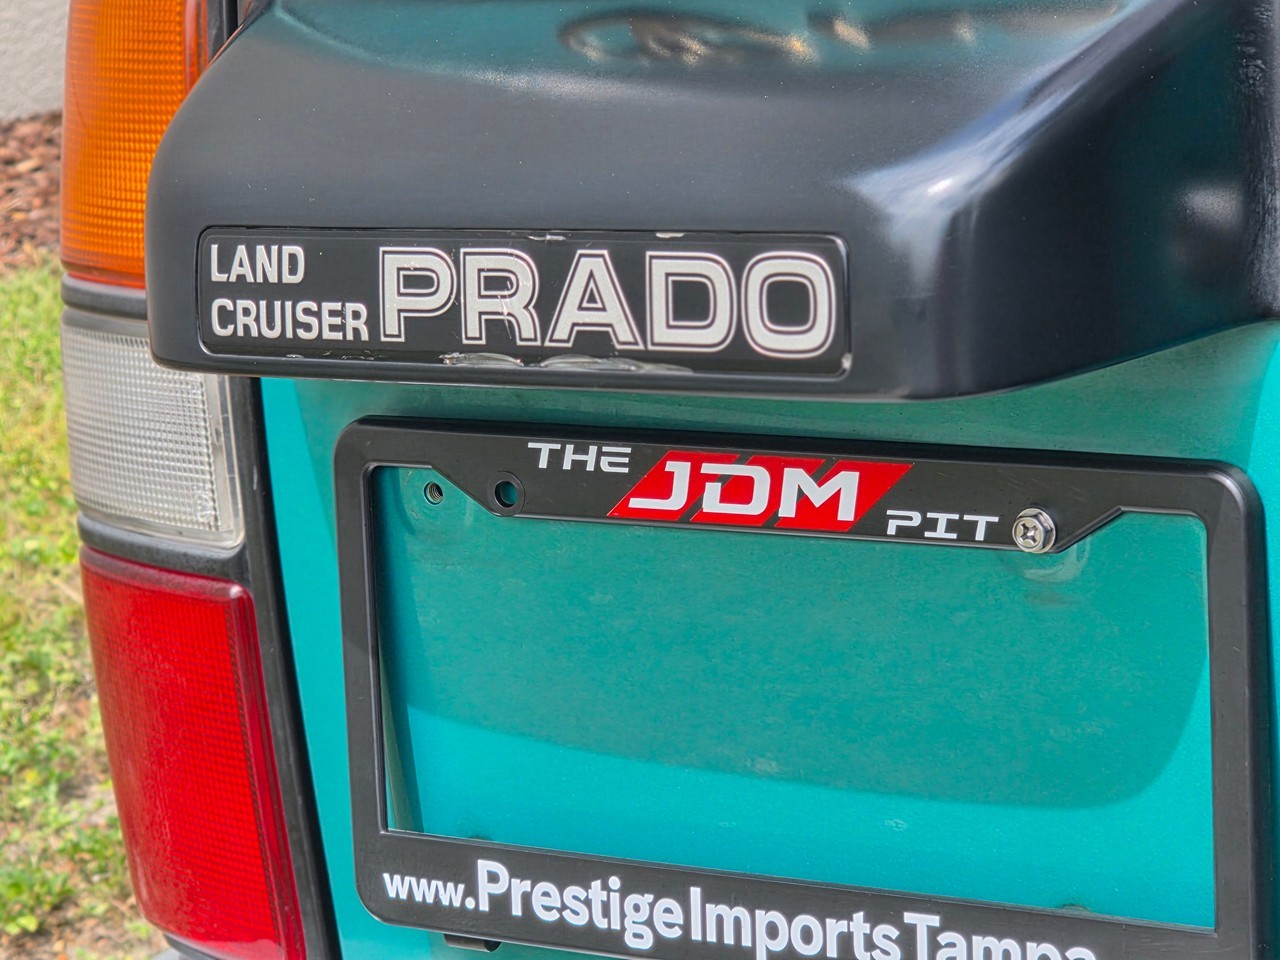 LAND
CRUISER PRADO
THE JDM PIT
www.PrestigeImportsTampa